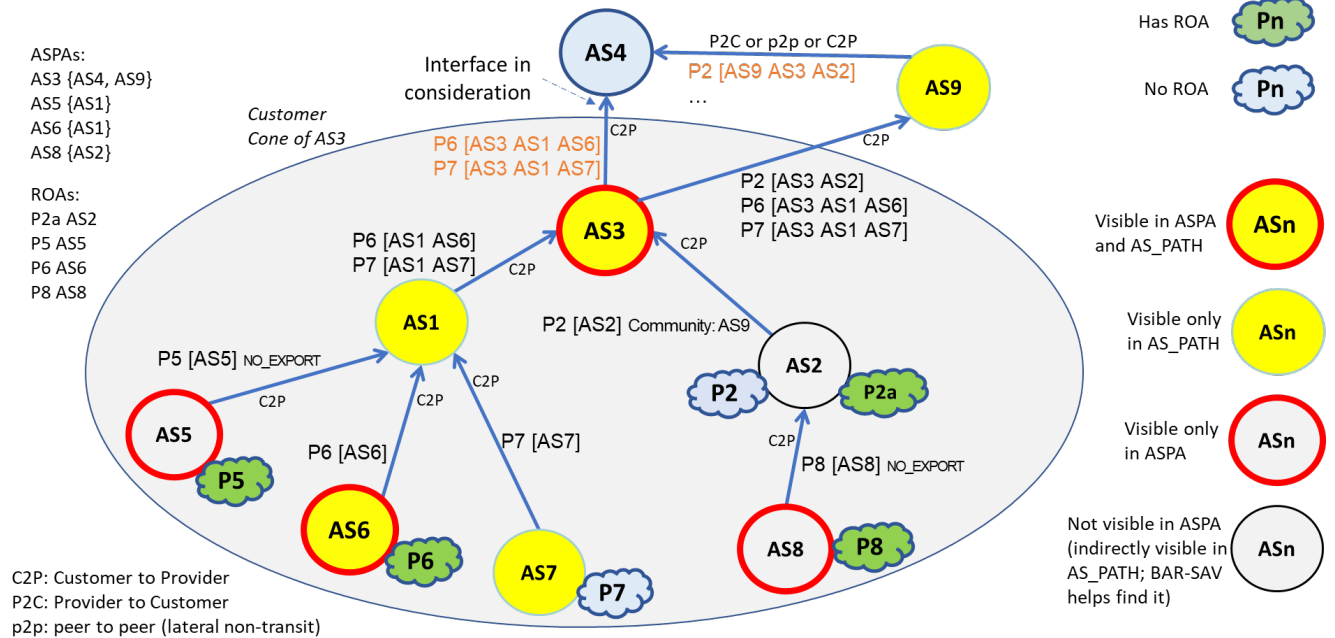 ASPAs:
AS3 {AS4, AS9}
AS5 {AS1}
AS6 {AS1}
AS8 {AS2}
ROAs:
P2a AS2
P5 AS5
P6 AS6
P8 AS8
Customer
Cone of AS3
Interface in
consideration
AS4
P2C or p2p or C2P
P2 [AS9 AS3 AS2]
...
AS9
C2P
C2P
P6 [AS3 AS1 AS6]
P7 [AS3 AS1 AS7]
AS3
P2 [AS3 AS2]
P6 [AS3 AS1 AS6]
P7 [AS3 AS1 AS7]
P6 [AS1 AS6]
P7 [AS1 AS7]
C2P
C2P
AS1
P2 [AS2] Community: AS9
AS2
P2
P2a
P5 [AS5] NO_EXPORT
C2P
C2P
C2P
AS5
P5
P6 [AS6]
P7 [AS7]
C2P
P8 [AS8] NO_EXPORT
AS6
P6
AS7
P7
AS8
P8
C2P: Customer to Provider
P2C: Provider to Customer
p2p: peer to peer (lateral non-transit)
Has ROA
Pn
No ROA
Pn
Visible in ASPA
and AS_PATH
ASn
Visible only
in AS_PATH
ASn
Visible only
in ASPA
ASn
Not visible in ASPA
(indirectly visible in
AS_PATH; BAR-SAV
helps find it)
ASn